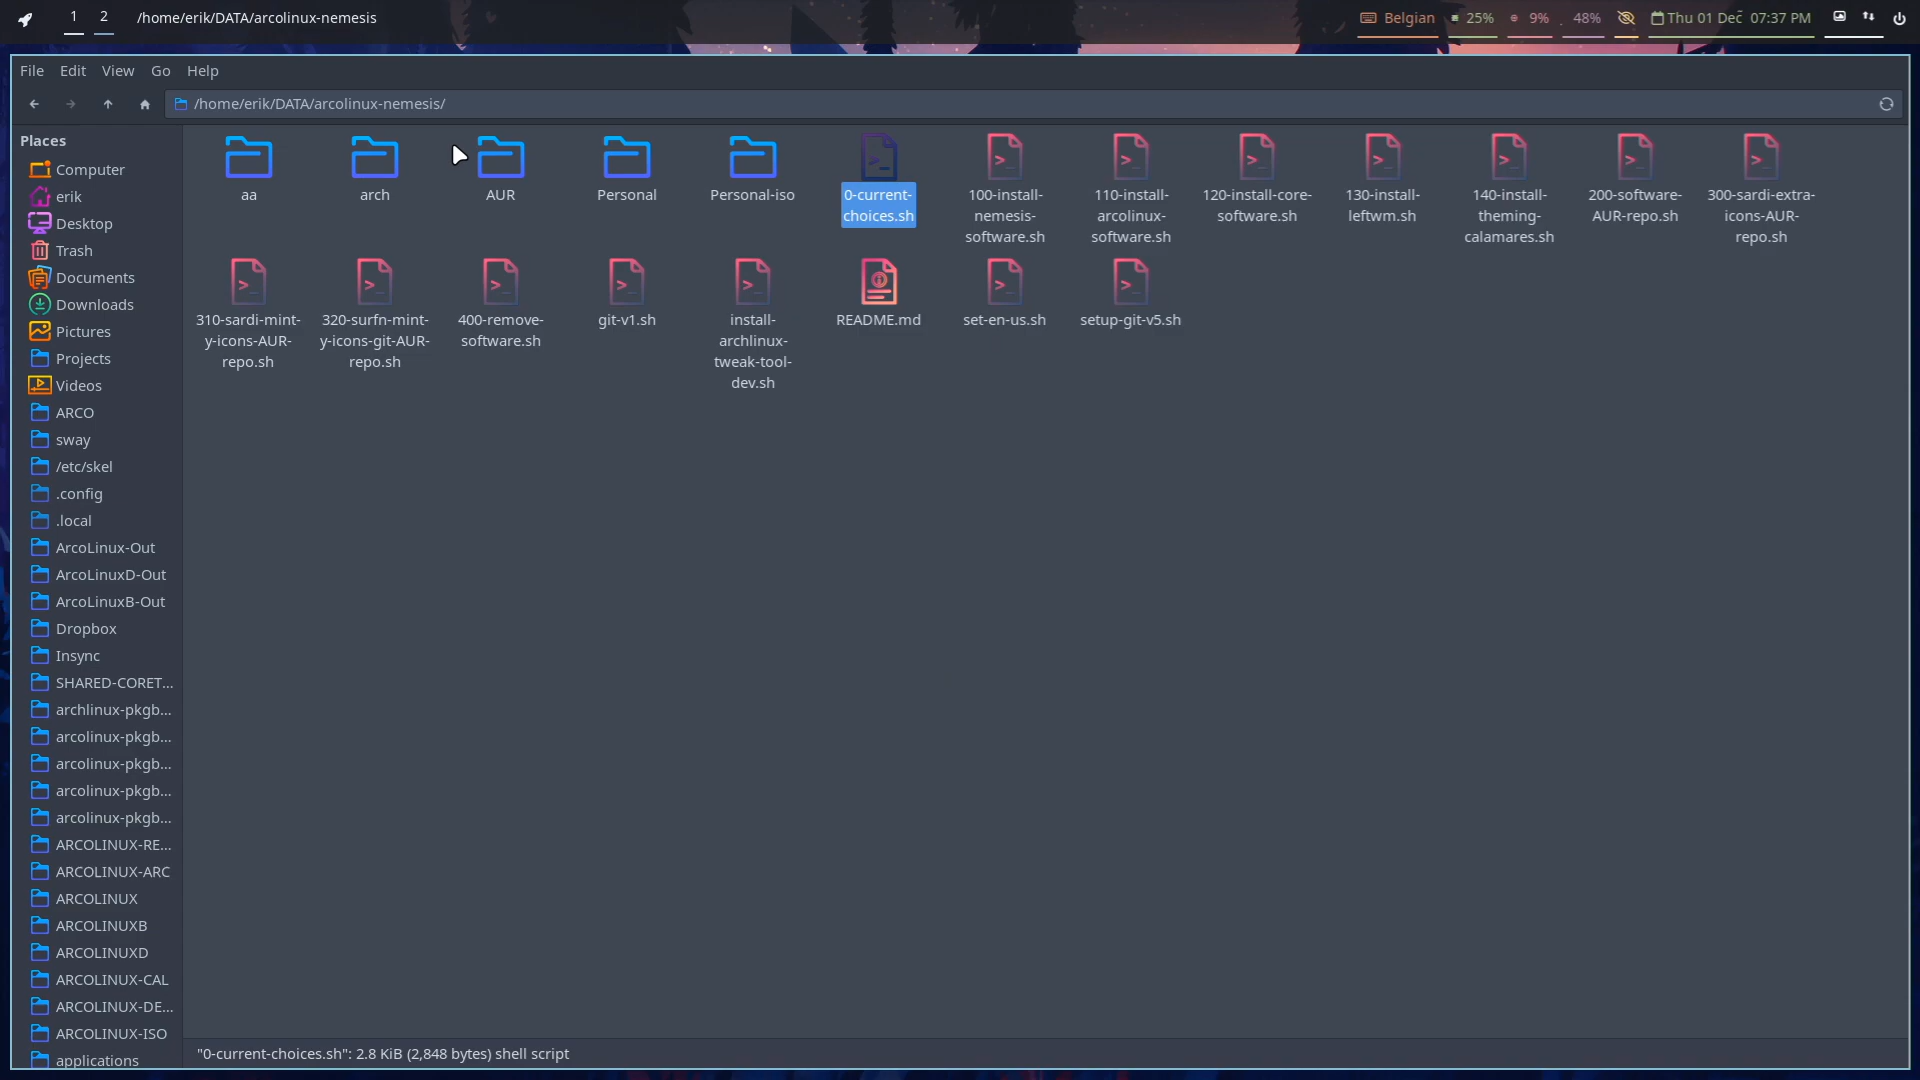 1 2 /home/erik/DATA/arcolinux-nemesis Belgian 25% 9% 48% Thu 01 Dec 07:37 PM
File Edit View Go Help
/home/erik/DATA/arcolinux-nemesis/
Places
Computer
erik
Desktop
Trash
Documents
Downloads
Pictures
Projects
Videos
ARCO
sway
/etc/skel
.config
.local
ArcoLinux-Out
ArcoLinuxD-Out
ArcoLinuxB-Out
Dropbox
Insync
SHARED-CORET...
archlinux-pkgb...
arcolinux-pkgb...
arcolinux-pkgb...
arcolinux-pkgb...
arcolinux-pkgb...
ARCOLINUX-RE...
ARCOLINUX-ARC
ARCOLINUX
ARCOLINUXB
ARCOLINUXD
ARCOLINUX-CAL
ARCOLINUX-DE...
ARCOLINUX-ISO
applications
aa
arch
AUR
Personal
Personal-iso
0-current-
choices.sh
100-install-
nemesis-
software.sh
110-install-
arcolinux-
software.sh
120-install-core-
software.sh
130-install-
leftwm.sh
140-install-
theming-
calamares.sh
200-software-
AUR-repo.sh
300-sardi-extra-
icons-AUR-
repo.sh
310-sardi-mint-
y-icons-AUR-
repo.sh
320-surfn-mint-
y-icons-git-AUR-
repo.sh
400-remove-
software.sh
git-v1.sh
install-
archlinux-
tweak-tool-
dev.sh
README.md
set-en-us.sh
setup-git-v5.sh
"0-current-choices.sh": 2.8 KiB (2,848 bytes) shell script